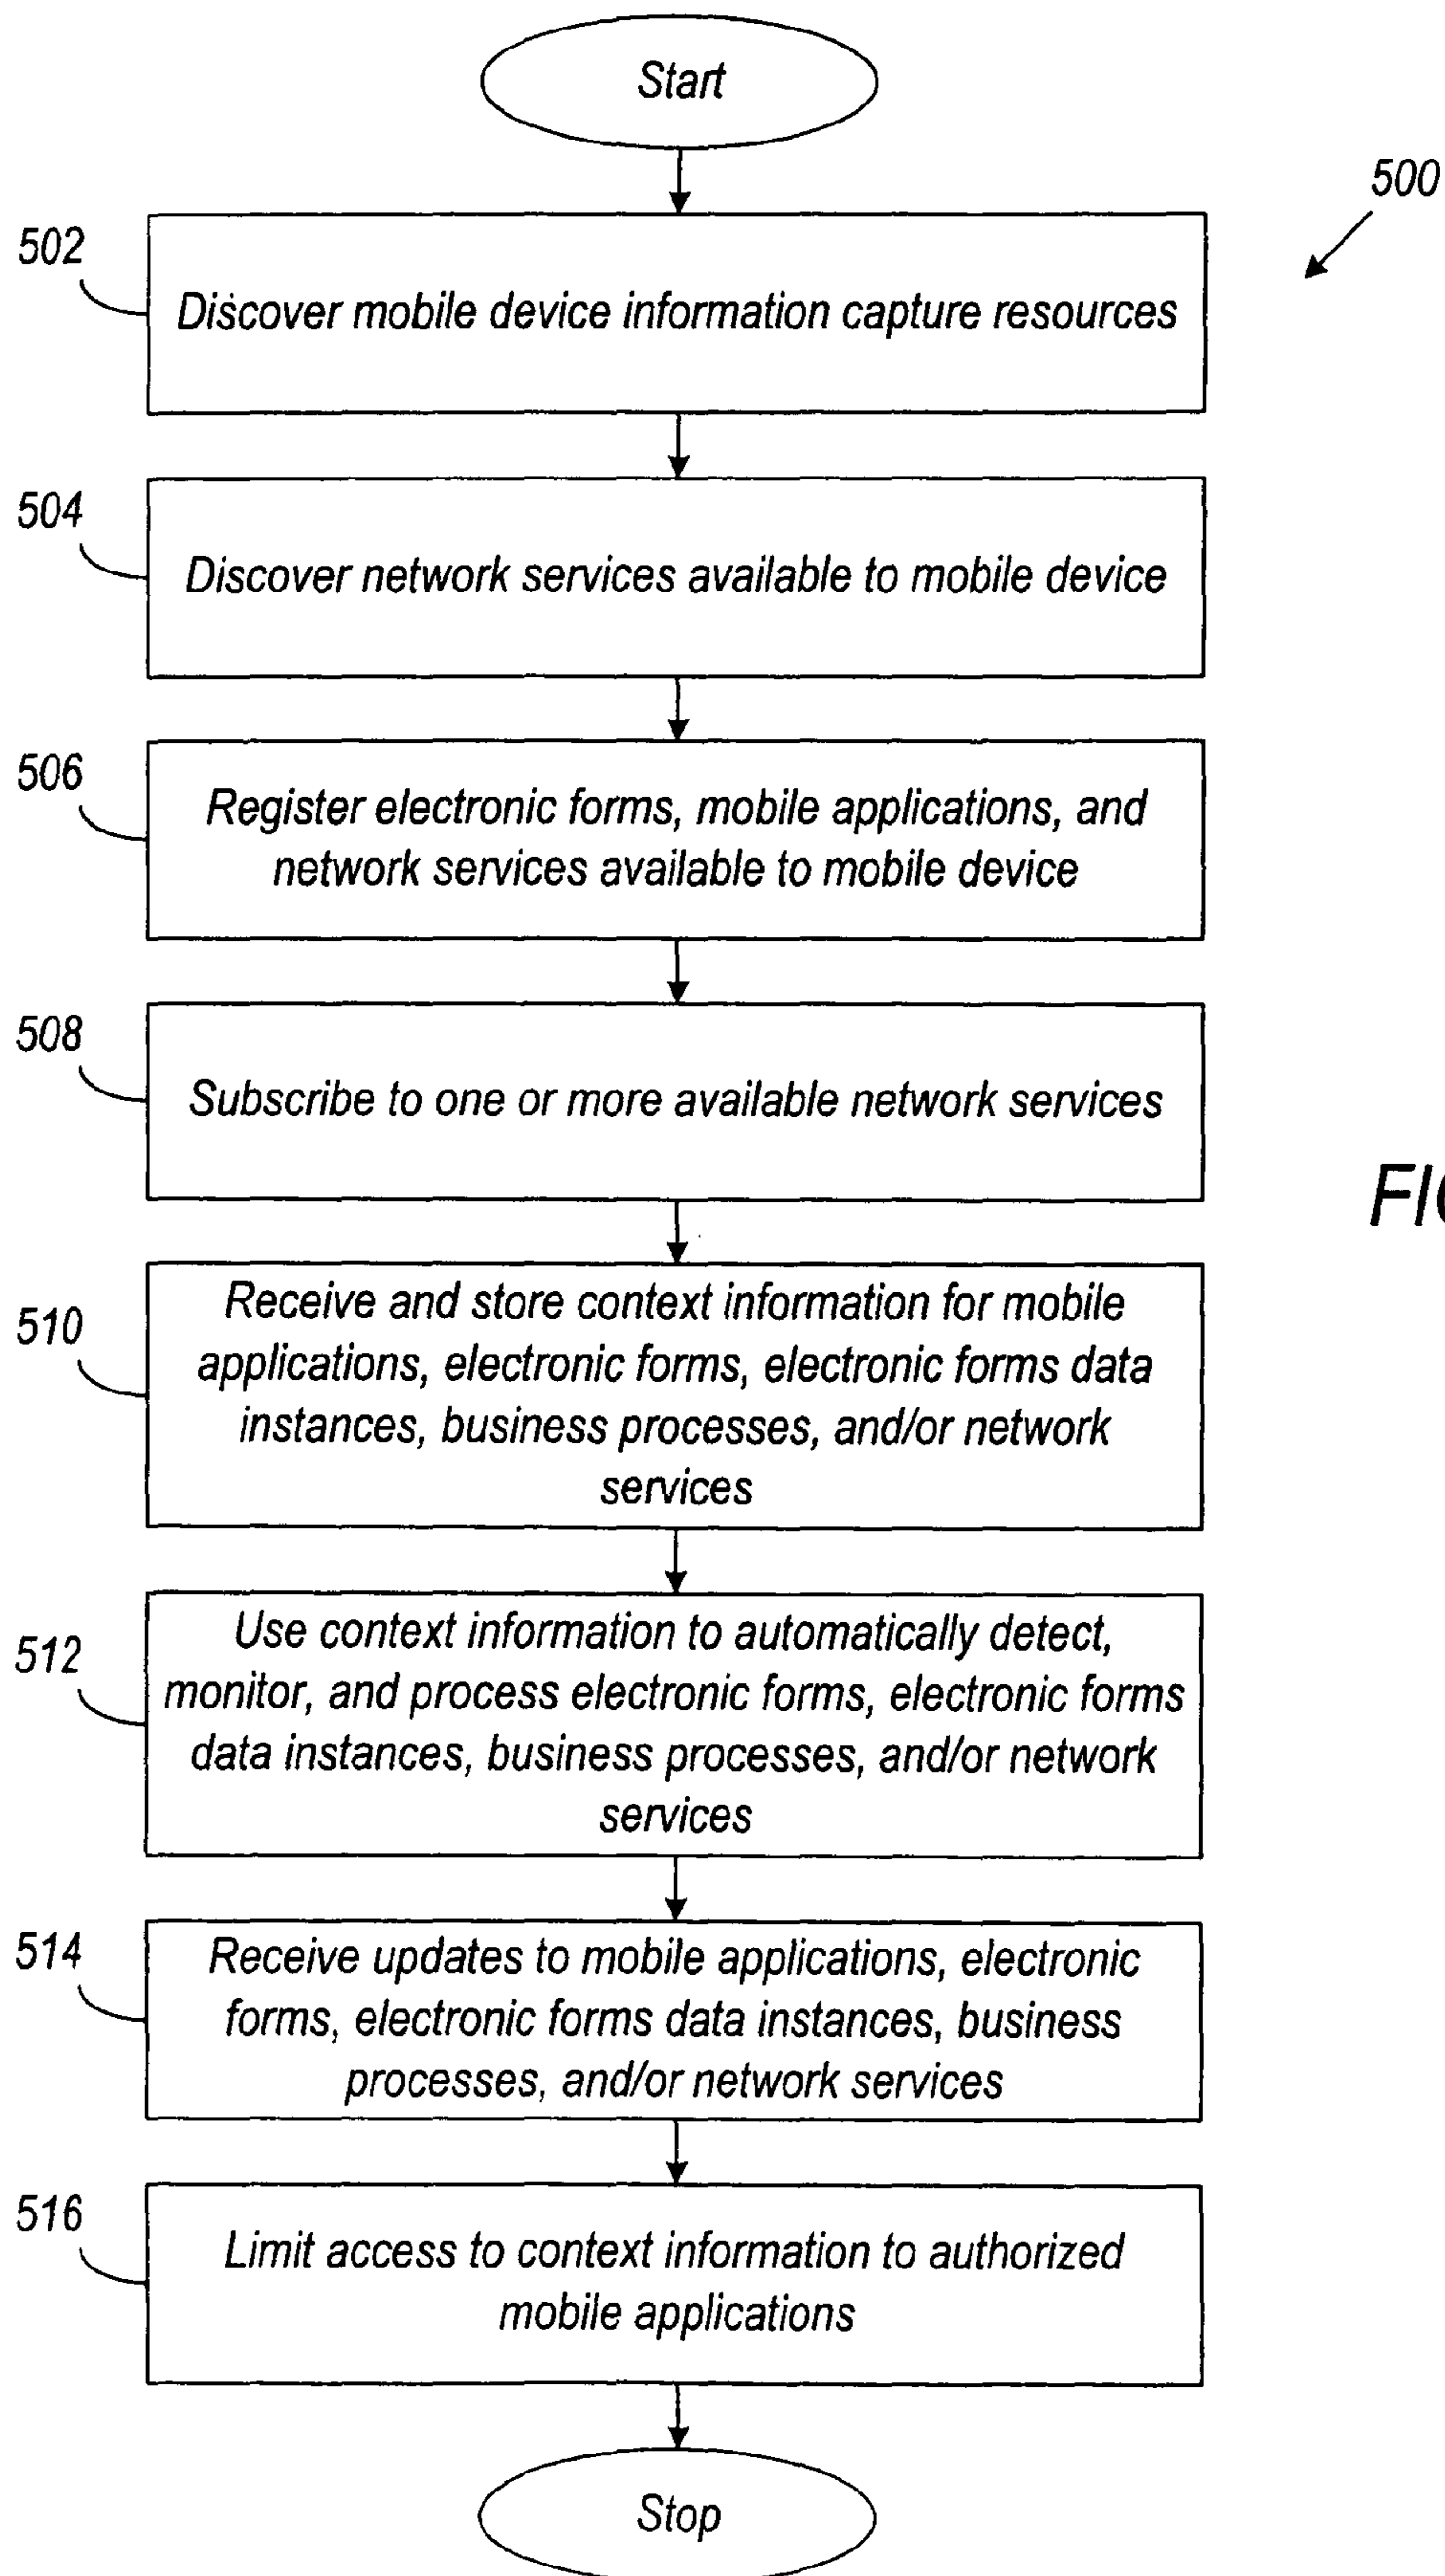 Start
500
502
Discover mobile device information capture resources
504
Discover network services available to mobile device
506
Register electronic forms, mobile applications, and
network services available to mobile device
508
Subscribe to one or more available network services
510
Receive and store context information for mobile
applications, electronic forms, electronic forms data
instances, business processes, and/or network
services
512
Use context information to automatically detect,
monitor, and process electronic forms, electronic forms
data instances, business processes, and/or network
services
514
Receive updates to mobile applications, electronic
forms, electronic forms data instances, business
processes, and/or network services
516
Limit access to context information to authorized
mobile applications
Stop